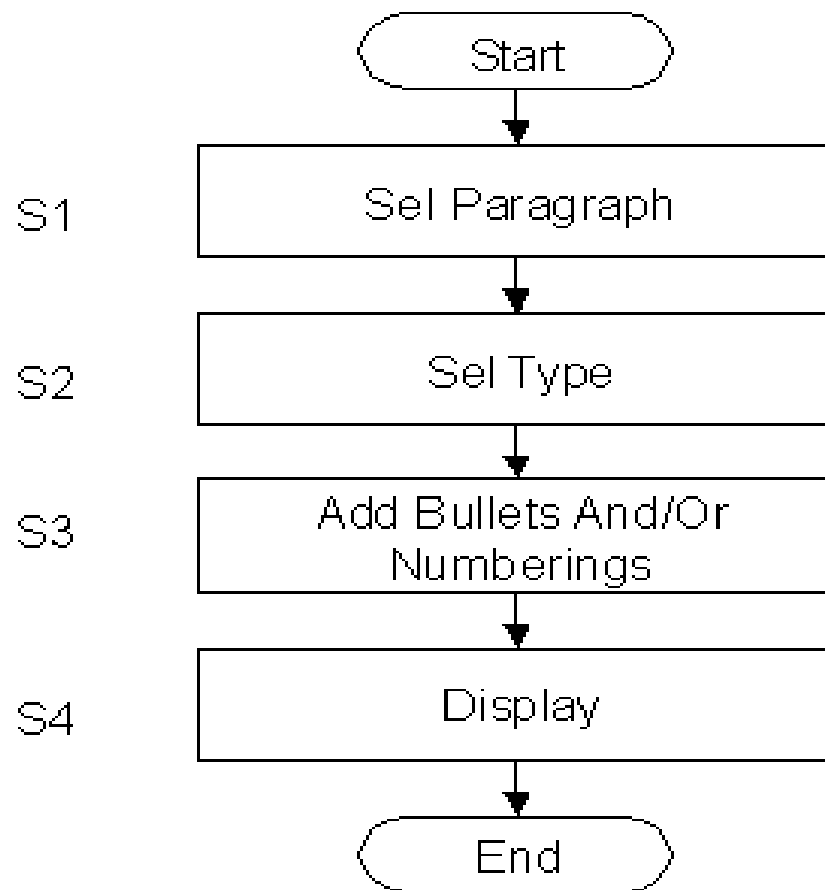 Start
S1
Sel Paragraph
S2
Sel Type
S3
Add Bullets And/Or
Numberings
S4
Display
End